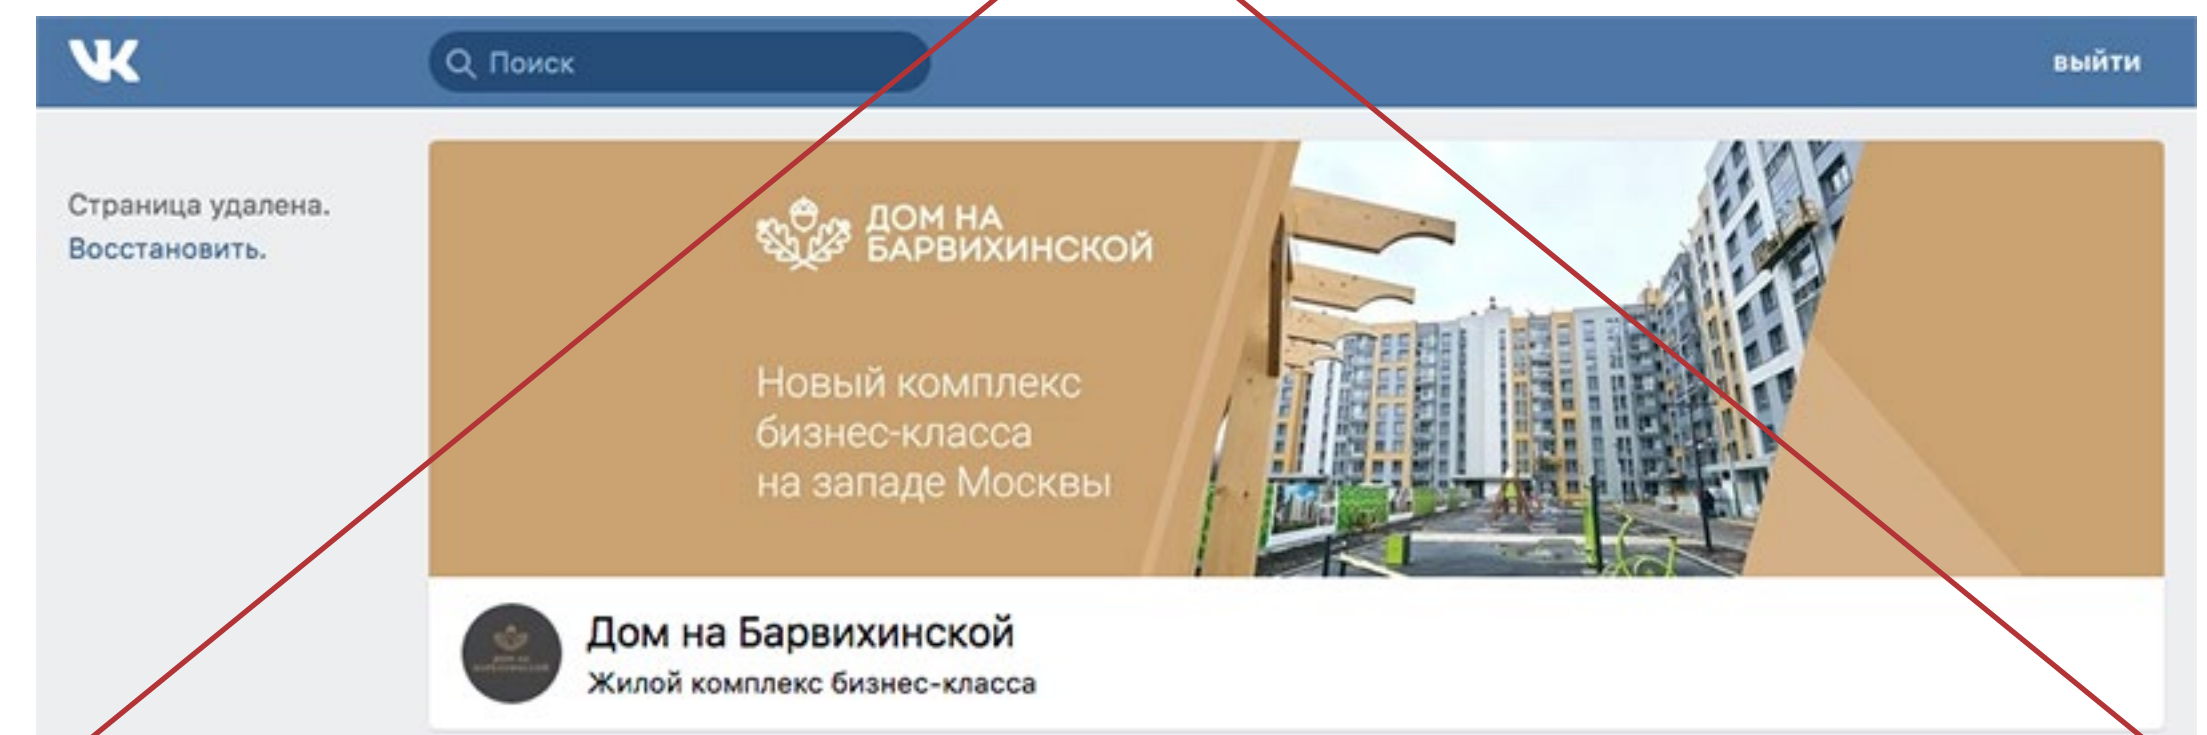 VK
Поиск
выйти
Страница удалена.
Восстановить.
ДОМ НА
БАРВИХИНСКОЙ
Новый комплекс
бизнес-класса
на западе Москвы
Дом на Барвихинской
Жилой комплекс бизнес-класса